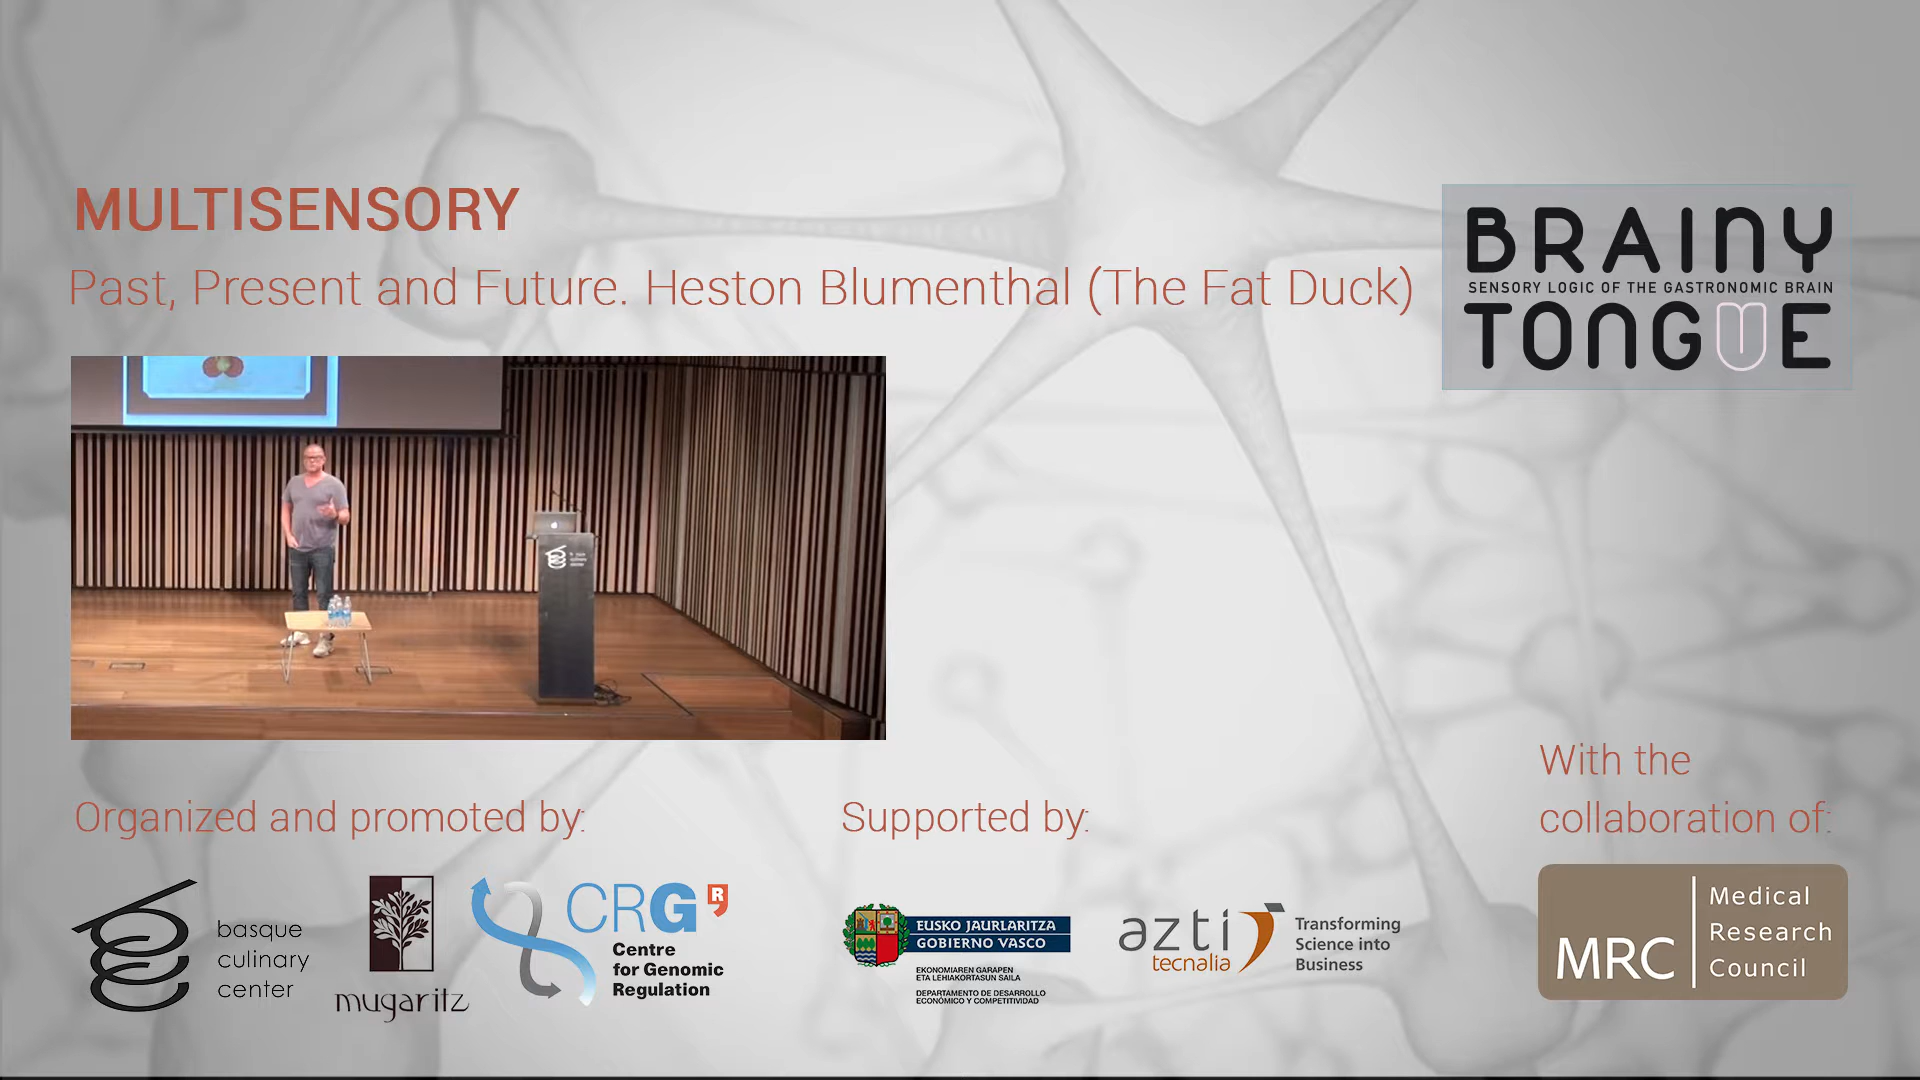 MULTISENSORY
Past, Present and Future. Heston Blumenthal (The Fat Duck)
BRAINY
SENSORY LOGIC OF THE GASTRONOMIC BRAIN
TONGUE
Organized and promoted by:
basque
culinary
center
mugaritz
CRG
R
Centre
for Genomic
Regulation
Supported by:
EUSKO JAURLARITZA
GOBIERNO VASCO
EKONOMIAREN GARAPEN
ETA LEHIAKORTASUN SAILA
DEPARTAMENTO DE DESARROLLO
ECONÓMICO Y COMPETITIVIDAD
azti
tecnalia
Transforming
Science into
Business
With the
collaboration of:
MRC
Medical
Research
Council